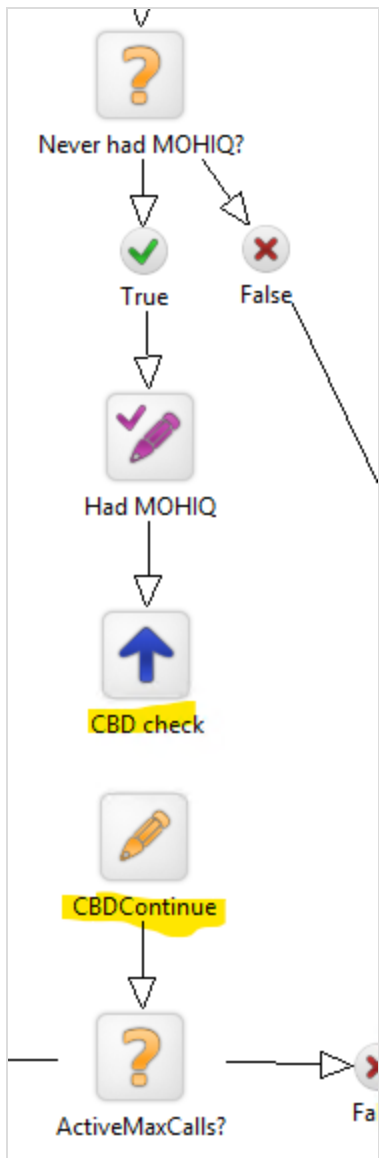 Never had MOHIQ?
True
False
Had MOHIQ
CBD check
CBDContinue
ActiveMaxCalls?